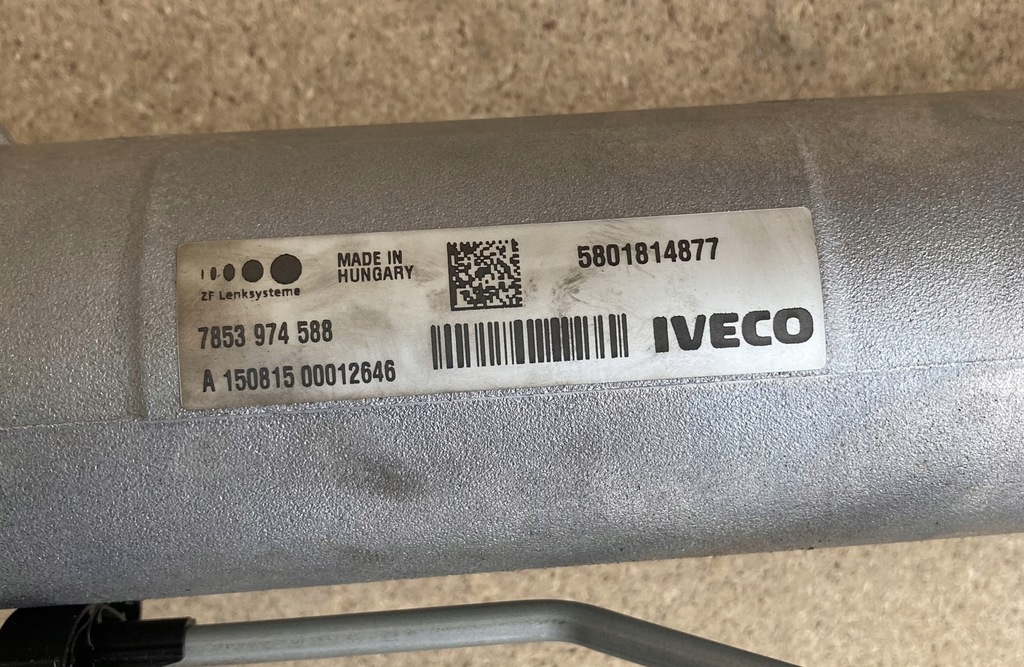 ZF Lenksysteme
MADE IN
HUNGARY
7853 974 588
A 150815 00012646
5801814877
IVECO